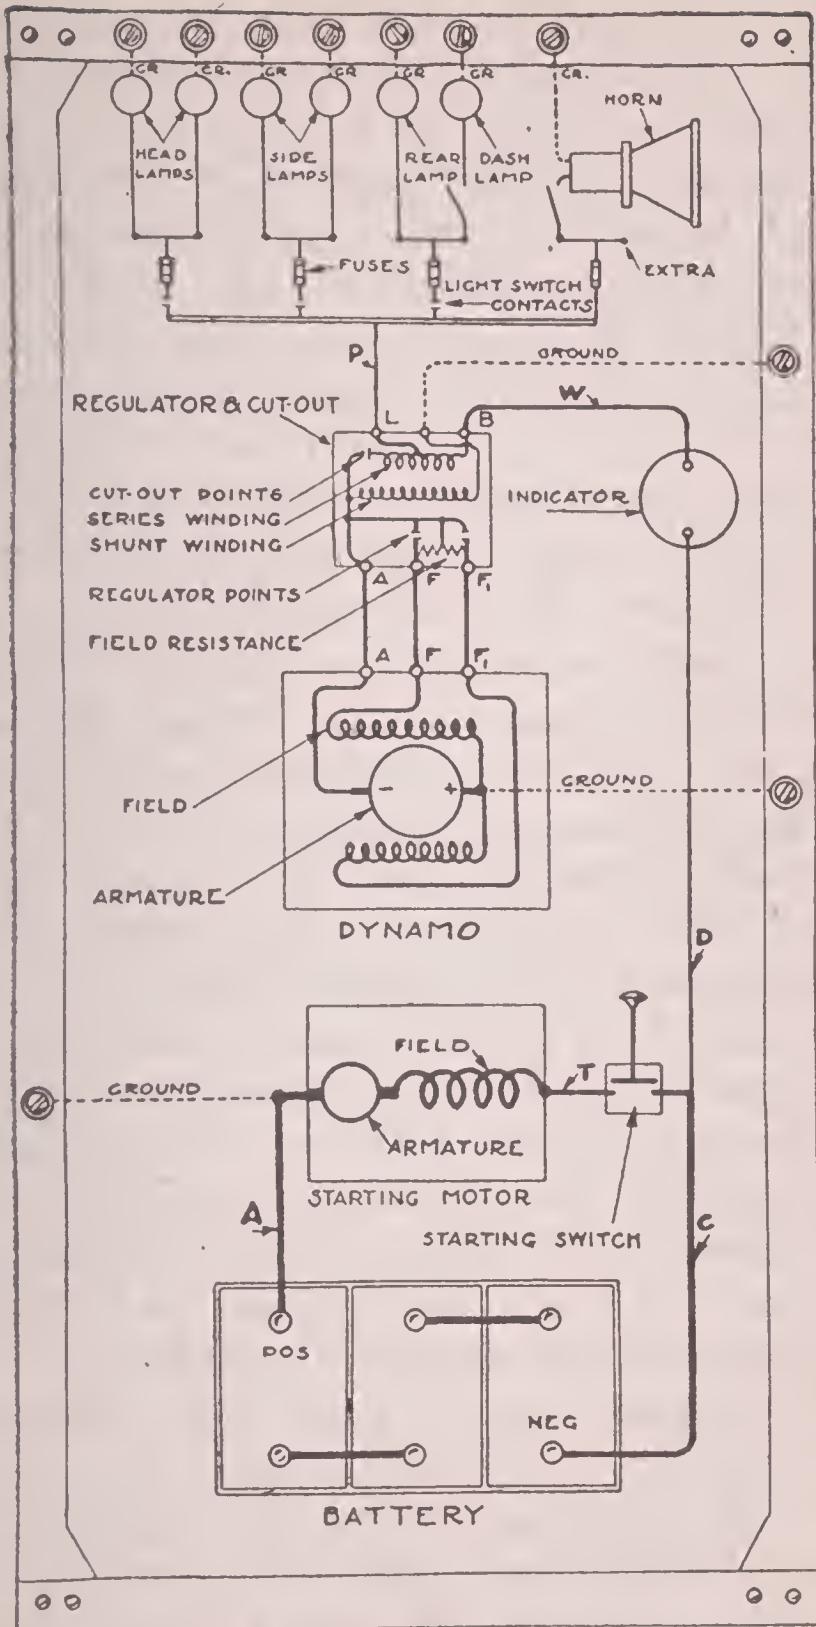 GR
GR.
GR
GR
GR
GR
GR.
HORN
HEAD
LAMPS
SIDE
LAMPS
REAR
LAMP
DASH
LAMP
FUSES
LIGHT SWITCH
CONTACTS
EXTRA
P
GROUND
REGULATOR & CUT-OUT
L
B
W
CUT-OUT POINTS
SERIES WINDING
SHUNT WINDING
INDICATOR
REGULATOR POINTS
A
F
F1
FIELD RESISTANCE
A
F
F1
FIELD
- +
GROUND
ARMATURE
DYNAMO
D
FIELD
T
GROUND
ARMATURE
STARTING MOTOR
A
STARTING SWITCH
C
POS
NEG
BATTERY